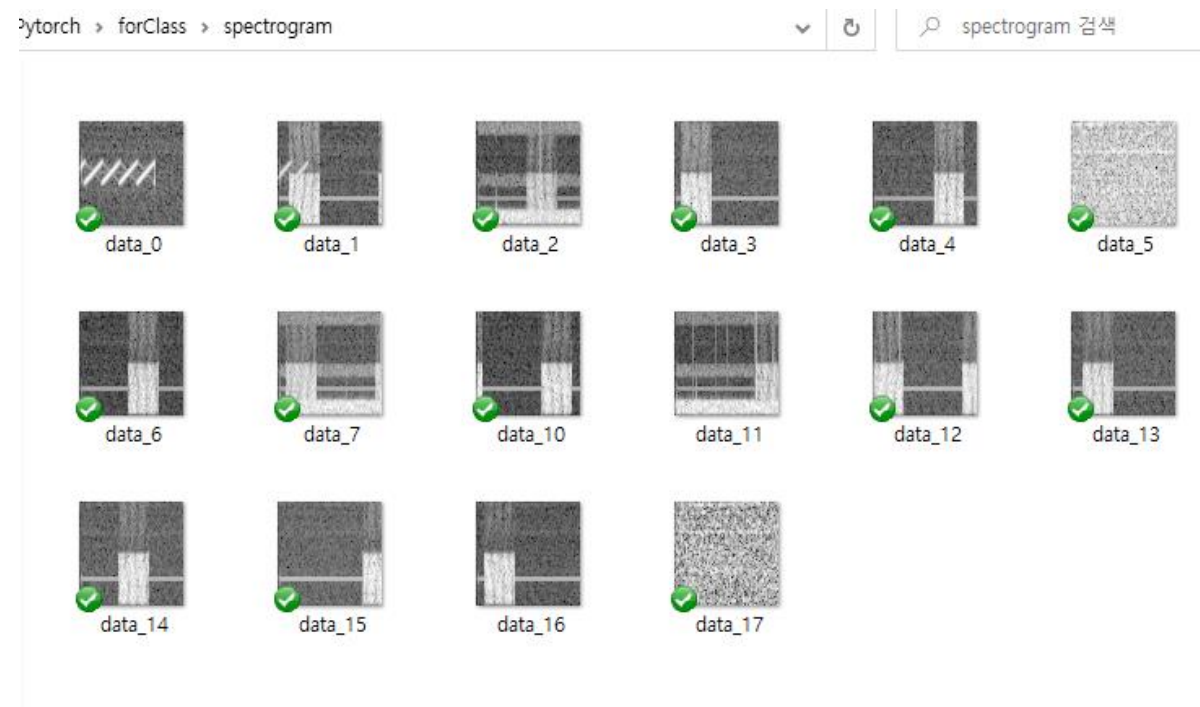 Pytorch › forClass › spectrogram
spectrogram 검색
data_0 data_1 data_2 data_3 data_4 data_5
data_6 data_7 data_10 data_11 data_12 data_13
data_14 data_15 data_16 data_17